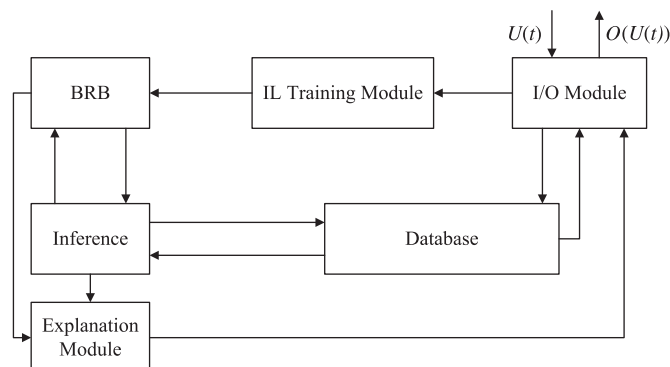 U(t)
O(U(t))
BRB
IL Training Module
I/O Module
Inference
Database
Explanation
Module